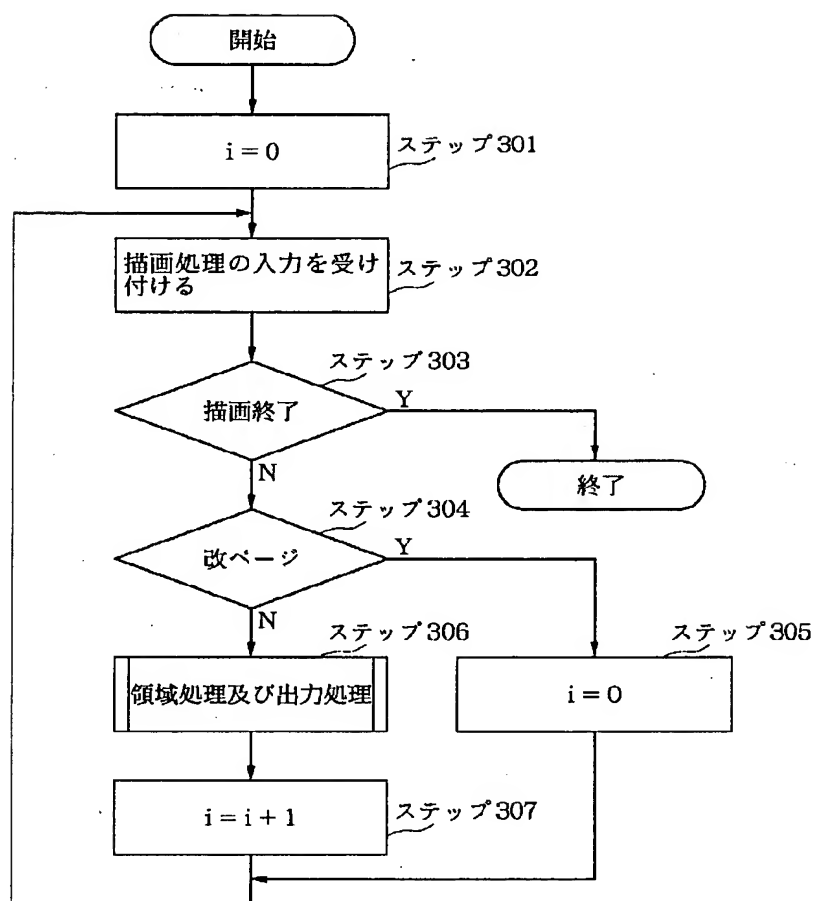 開始
i = 0
ステップ301
描画処理の入力を受け
付ける
ステップ302
ステップ303
描画終了
Y
N
終了
ステップ304
改ページ
Y
N
ステップ306
領域処理及び出力処理
ステップ305
i = 0
i = i + 1
ステップ307